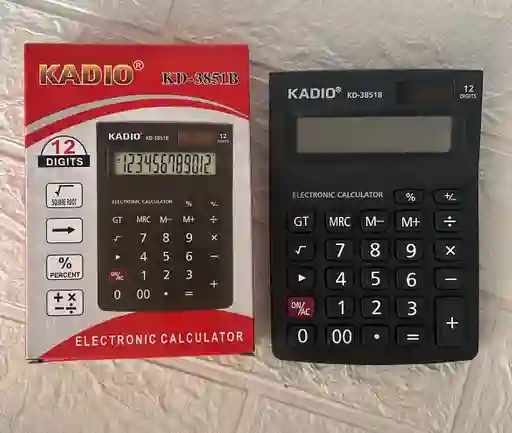 KADIO®
KD-3851B
12
DIGITS
√
SQUARE ROOT
→
%
PERCENT
+ ×
− ÷
KADIO®
KD-3851B
12
DIGITS
-123456789012
ELECTRONIC CALCULATOR
% +/-
GT MRC M− M+ ÷
√ 7 8 9 ×
▶ 4 5 6 −
ON/AC 1 2 3 +
0 00 • =
ELECTRONIC CALCULATOR
KADIO®
KD-3851B
12
DIGITS
ELECTRONIC CALCULATOR
% +/-
GT MRC M− M+ ÷
√ 7 8 9 ×
▶ 4 5 6 −
ON/AC 1 2 3 +
0 00 • =